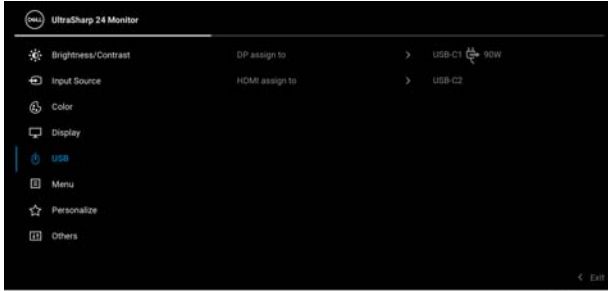 DELL UltraSharp 24 Monitor
Brightness/Contrast DP assign to > USB-C1 90W
Input Source HDMI assign to > USB-C2
Color
Display
USB
Menu
Personalize
Others
< Exit